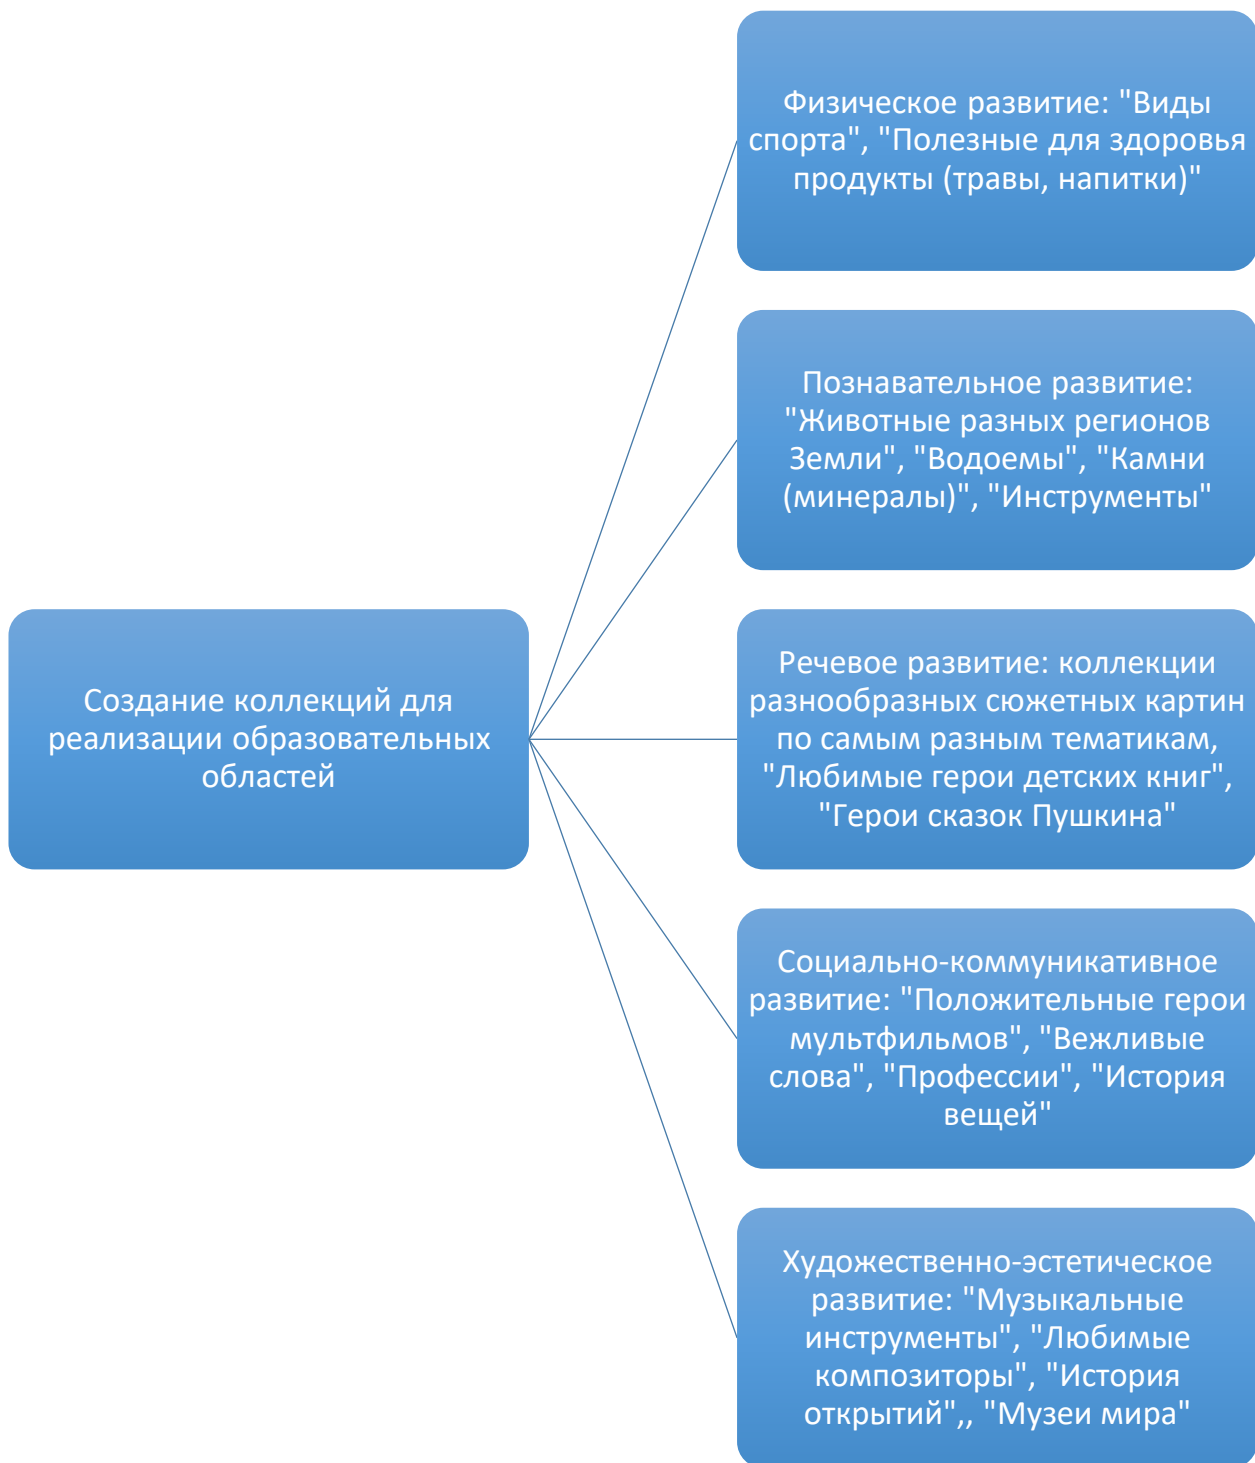 Физическое развитие: "Виды
спорта", "Полезные для здоровья
продукты (травы, напитки)"
Познавательное развитие:
"Животные разных регионов
Земли", "Водоемы", "Камни
(минералы)", "Инструменты"
Создание коллекций для
реализации образовательных
областей
Речевое развитие: коллекции
разнообразных сюжетных картин
по самым разным тематикам,
"Любимые герои детских книг",
"Герои сказок Пушкина"
Социально-коммуникативное
развитие: "Положительные герои
мультфильмов", "Вежливые
слова", "Профессии", "История
вещей"
Художественно-эстетическое
развитие: "Музыкальные
инструменты", "Любимые
композиторы", "История
открытий",, "Музеи мира"